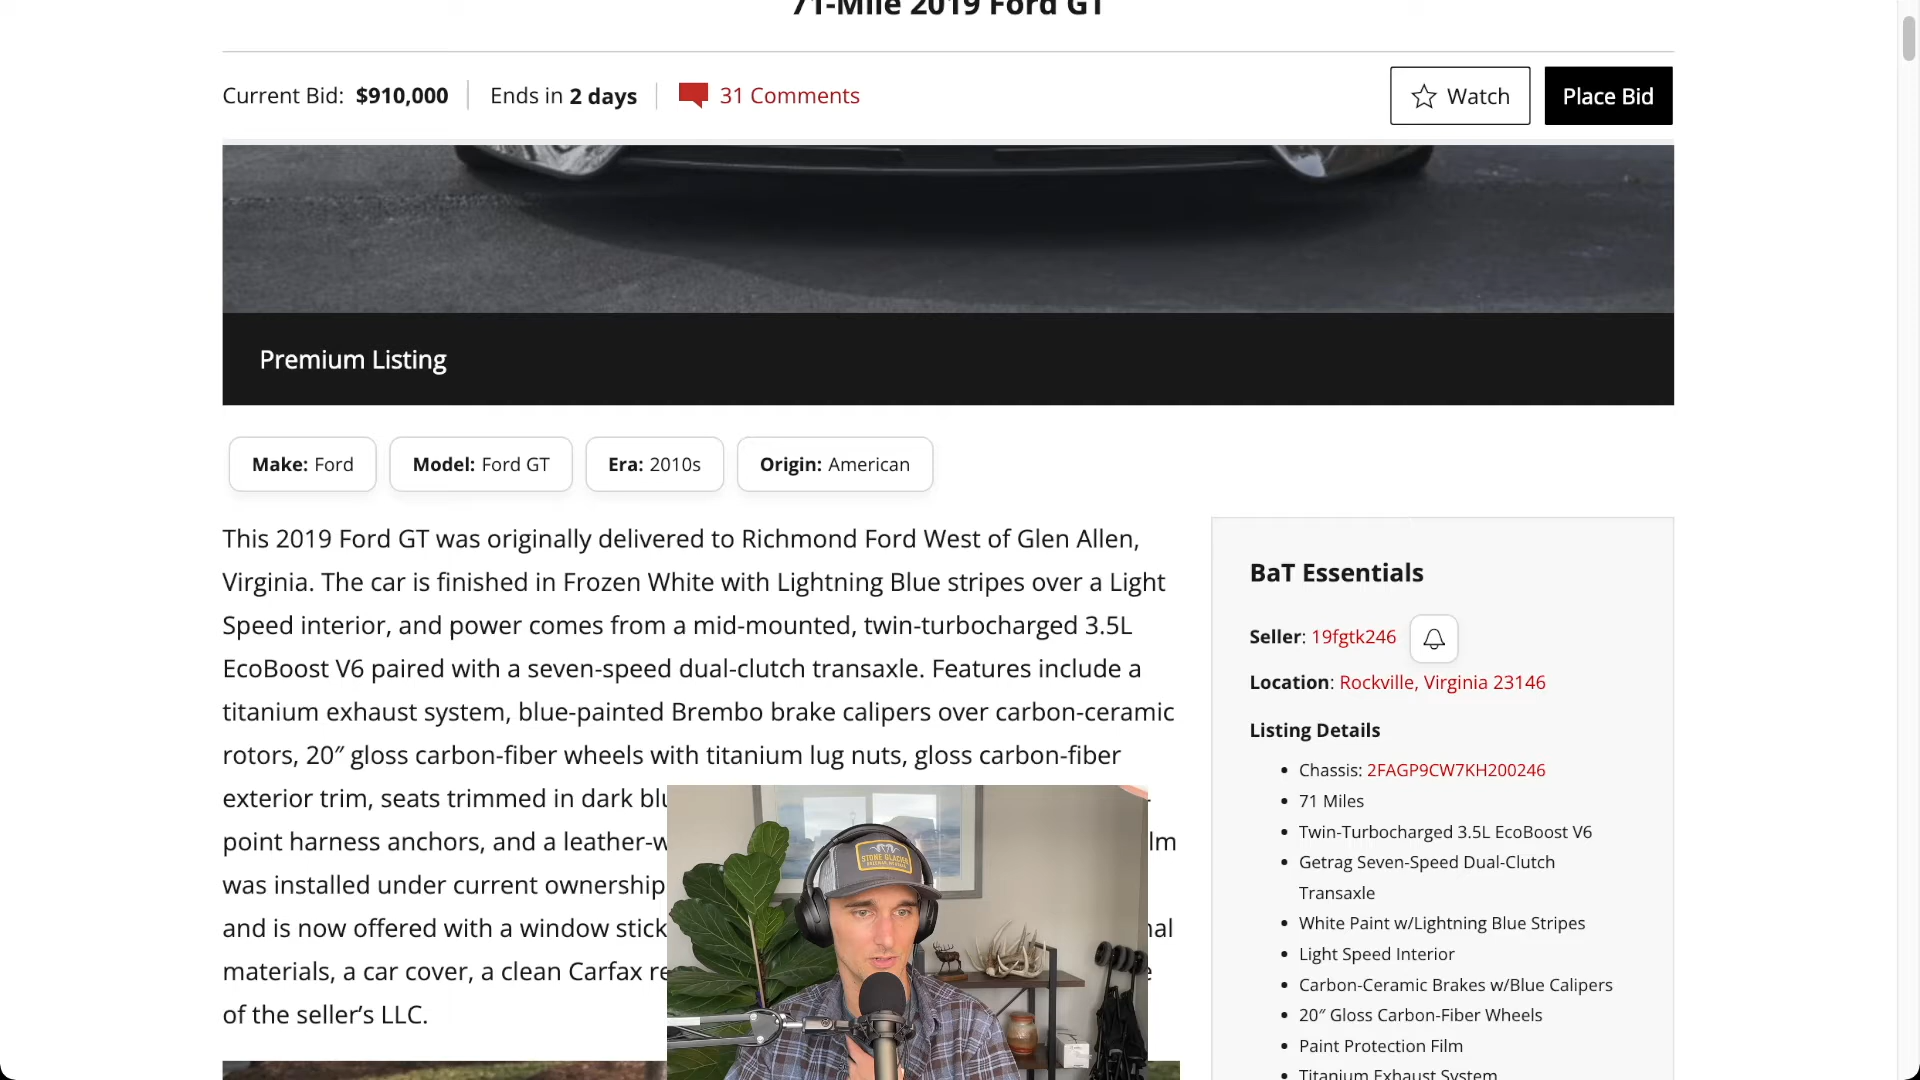 71-Mile 2019 Ford GT
Current Bid: $910,000 Ends in 2 days 31 Comments Watch Place Bid
Premium Listing
Make: Ford Model: Ford GT Era: 2010s Origin: American
This 2019 Ford GT was originally delivered to Richmond Ford West of Glen Allen,
Virginia. The car is finished in Frozen White with Lightning Blue stripes over a Light
Speed interior, and power comes from a mid-mounted, twin-turbocharged 3.5L
EcoBoost V6 paired with a seven-speed dual-clutch transaxle. Features include a
titanium exhaust system, blue-painted Brembo brake calipers over carbon-ceramic
rotors, 20″ gloss carbon-fiber wheels with titanium lug nuts, gloss carbon-fiber
exterior trim, seats trimmed in dark blu
point harness anchors, and a leather-w lm
was installed under current ownership
and is now offered with a window stick nal
materials, a car cover, a clean Carfax re e
of the seller’s LLC.
STONE GLACIER
BaT Essentials
Seller: 19fgtk246
Location: Rockville, Virginia 23146
Listing Details
• Chassis: 2FAGP9CW7KH200246
• 71 Miles
• Twin-Turbocharged 3.5L EcoBoost V6
• Getrag Seven-Speed Dual-Clutch
Transaxle
• White Paint w/Lightning Blue Stripes
• Light Speed Interior
• Carbon-Ceramic Brakes w/Blue Calipers
• 20″ Gloss Carbon-Fiber Wheels
• Paint Protection Film
• Titanium Exhaust System